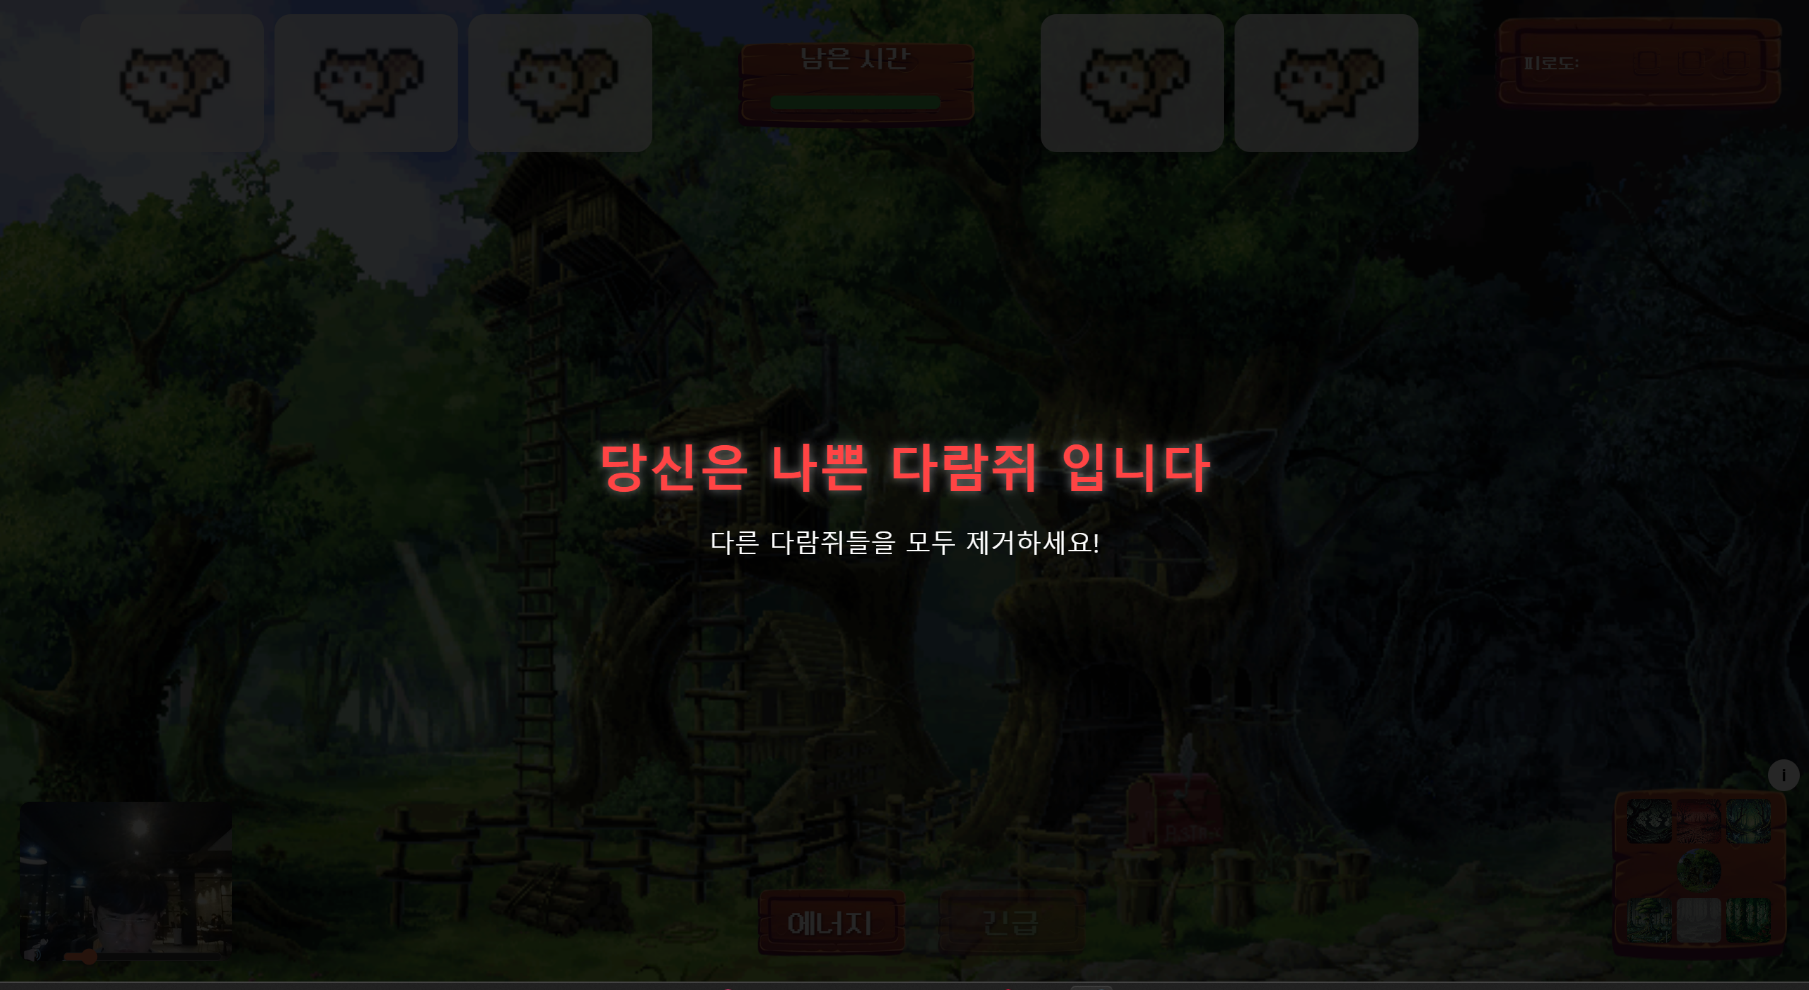 남은 시간
피로도:
당신은 나쁜 다람쥐 입니다
다른 다람쥐들을 모두 제거하세요!
i
에너지
긴급